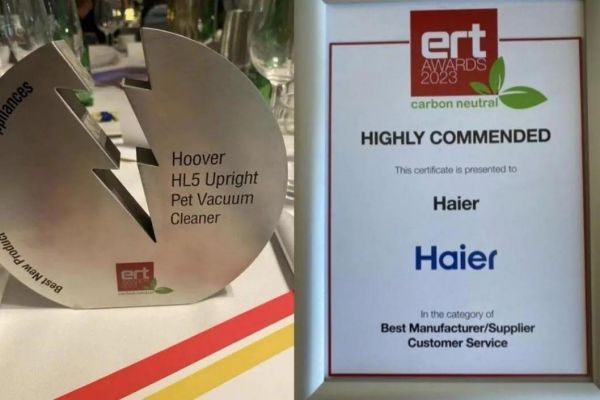 Hoover
HL5 Upright
Pet Vacuum
Cleaner
Best New Product
ert
AWARDS
ert
AWARDS
2023
carbon neutral
HIGHLY COMMENDED
This certificate is presented to
Haier
Haier
In the category of
Best Manufacturer/Supplier
Customer Service